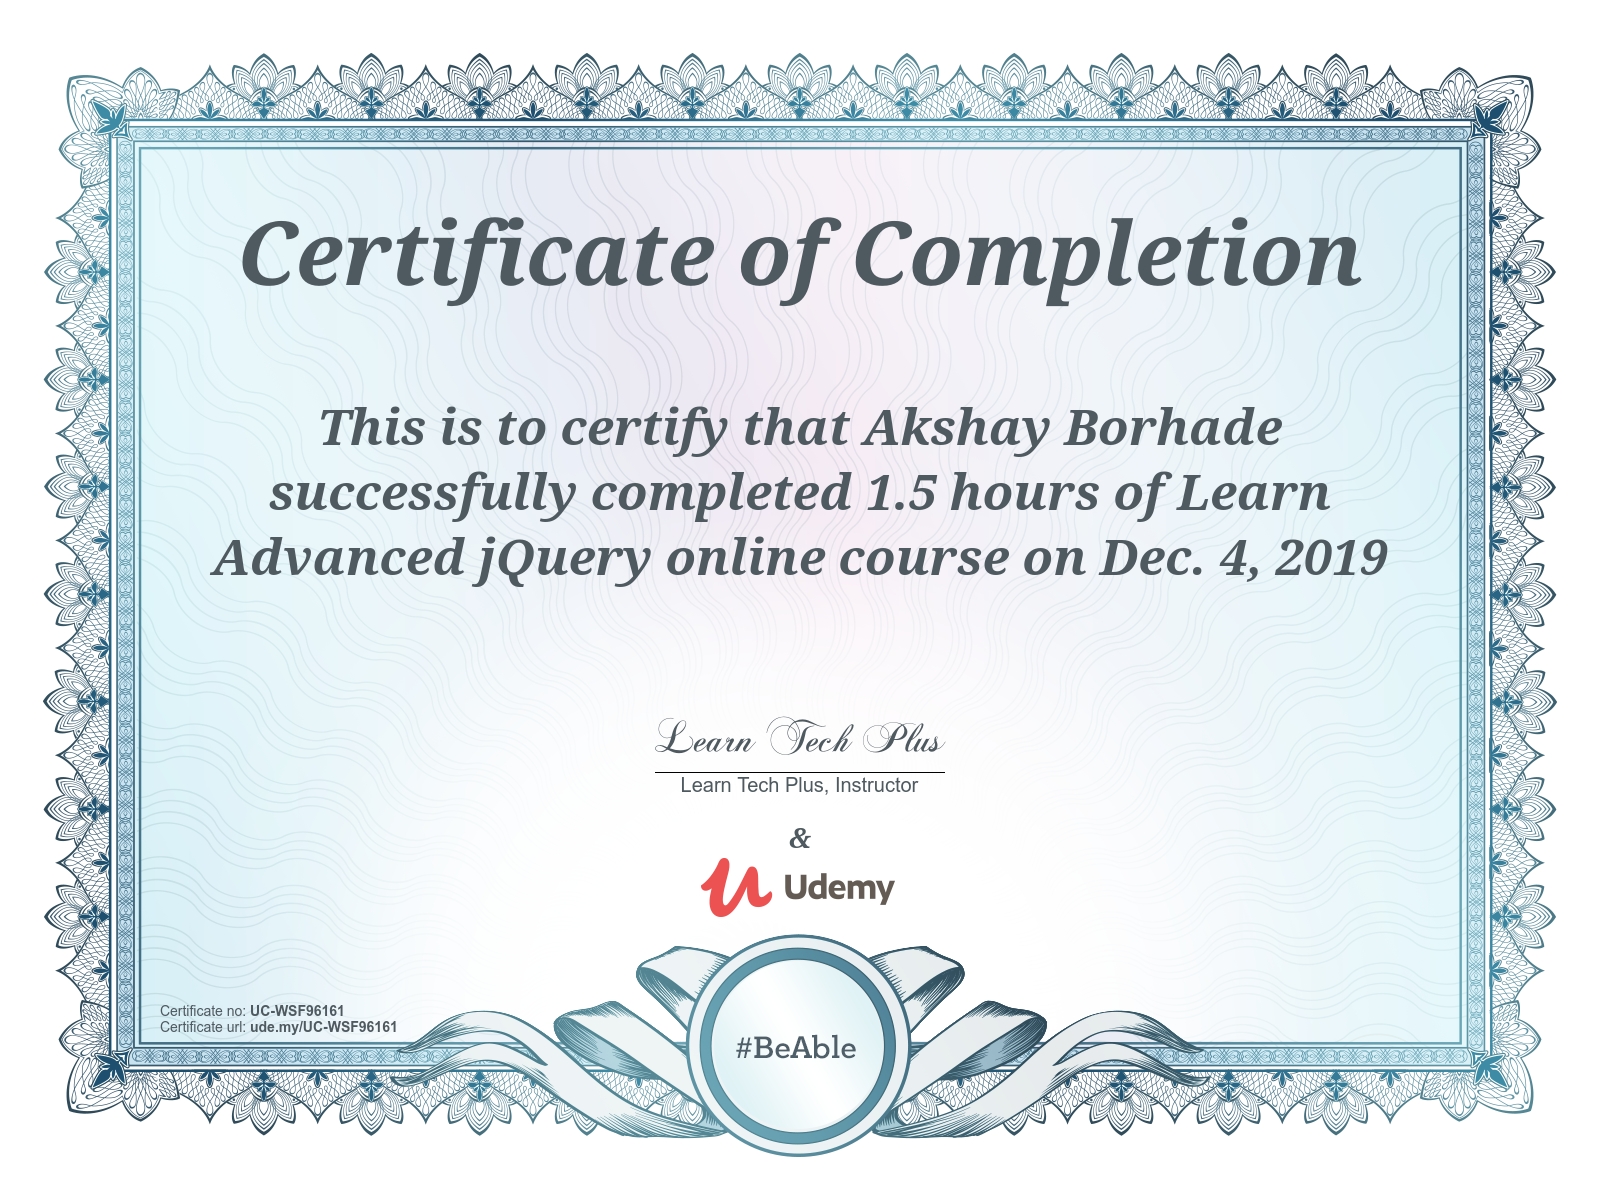 Certificate of Completion
This is to certify that Akshay Borhade
successfully completed 1.5 hours of Learn
Advanced jQuery online course on Dec. 4, 2019
Learn Tech Plus
Learn Tech Plus, Instructor
&
Udemy
Certificate no: UC-WSF96161
Certificate url: ude.my/UC-WSF96161
#BeAble